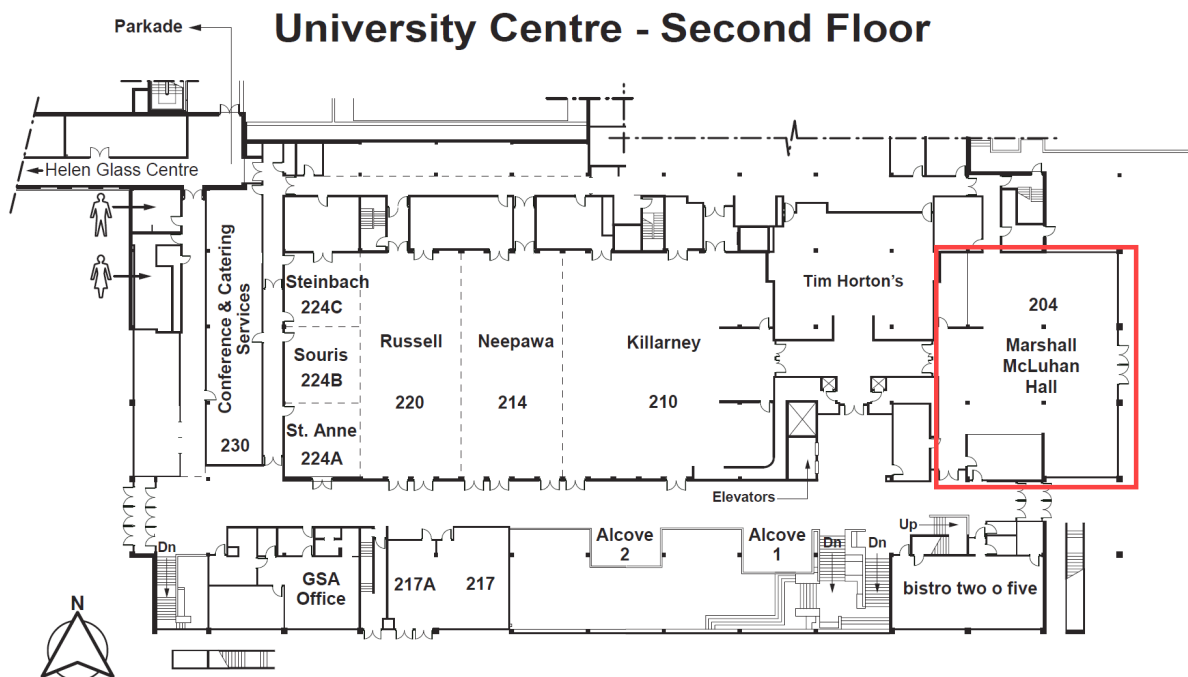 University Centre - Second Floor
Parkade
Helen Glass Centre
Conference & Catering
Services
230
Steinbach
224C
Souris
224B
St. Anne
224A
Russell
220
Neepawa
214
Killarney
210
Tim Horton's
204
Marshall
McLuhan
Hall
Elevators
Up
Dn
GSA
Office
217A
217
Alcove
2
Alcove
1
Dn
Dn
bistro two o five
N